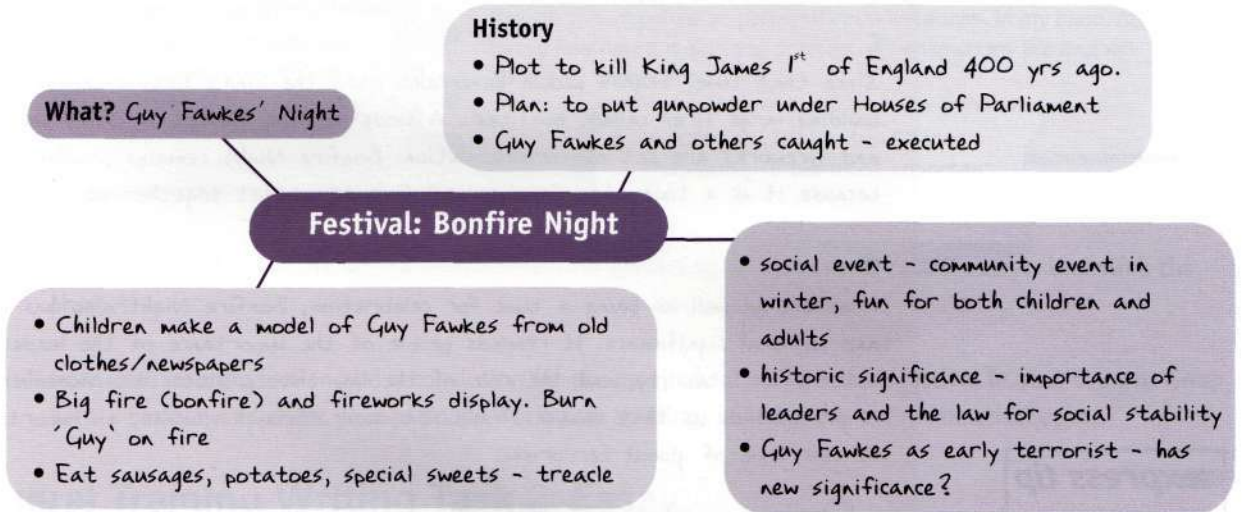 What? Guy Fawkes' Night
History
• Plot to kill King James 1st of England 400 yrs ago.
• Plan: to put gunpowder under Houses of Parliament
• Guy Fawkes and others caught - executed
Festival: Bonfire Night
• Children make a model of Guy Fawkes from old
clothes/newspapers
• Big fire (bonfire) and fireworks display. Burn
'Guy' on fire
• Eat sausages, potatoes, special sweets - treacle
• social event - community event in
winter, fun for both children and
adults
• historic significance - importance of
leaders and the law for social stability
• Guy Fawkes as early terrorist - has
new significance?